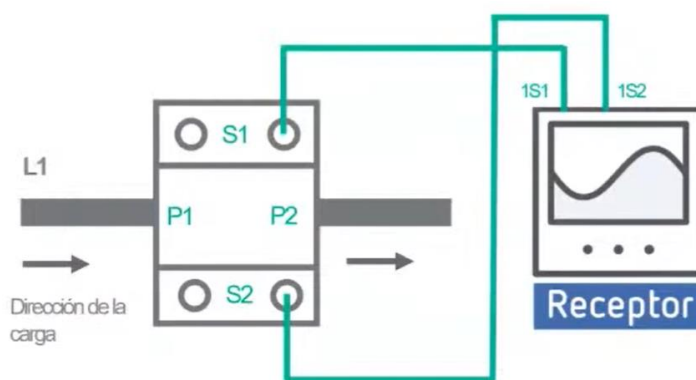 1S1
1S2
S1
L1
P1
P2
S2
Dirección de la
carga
Receptor